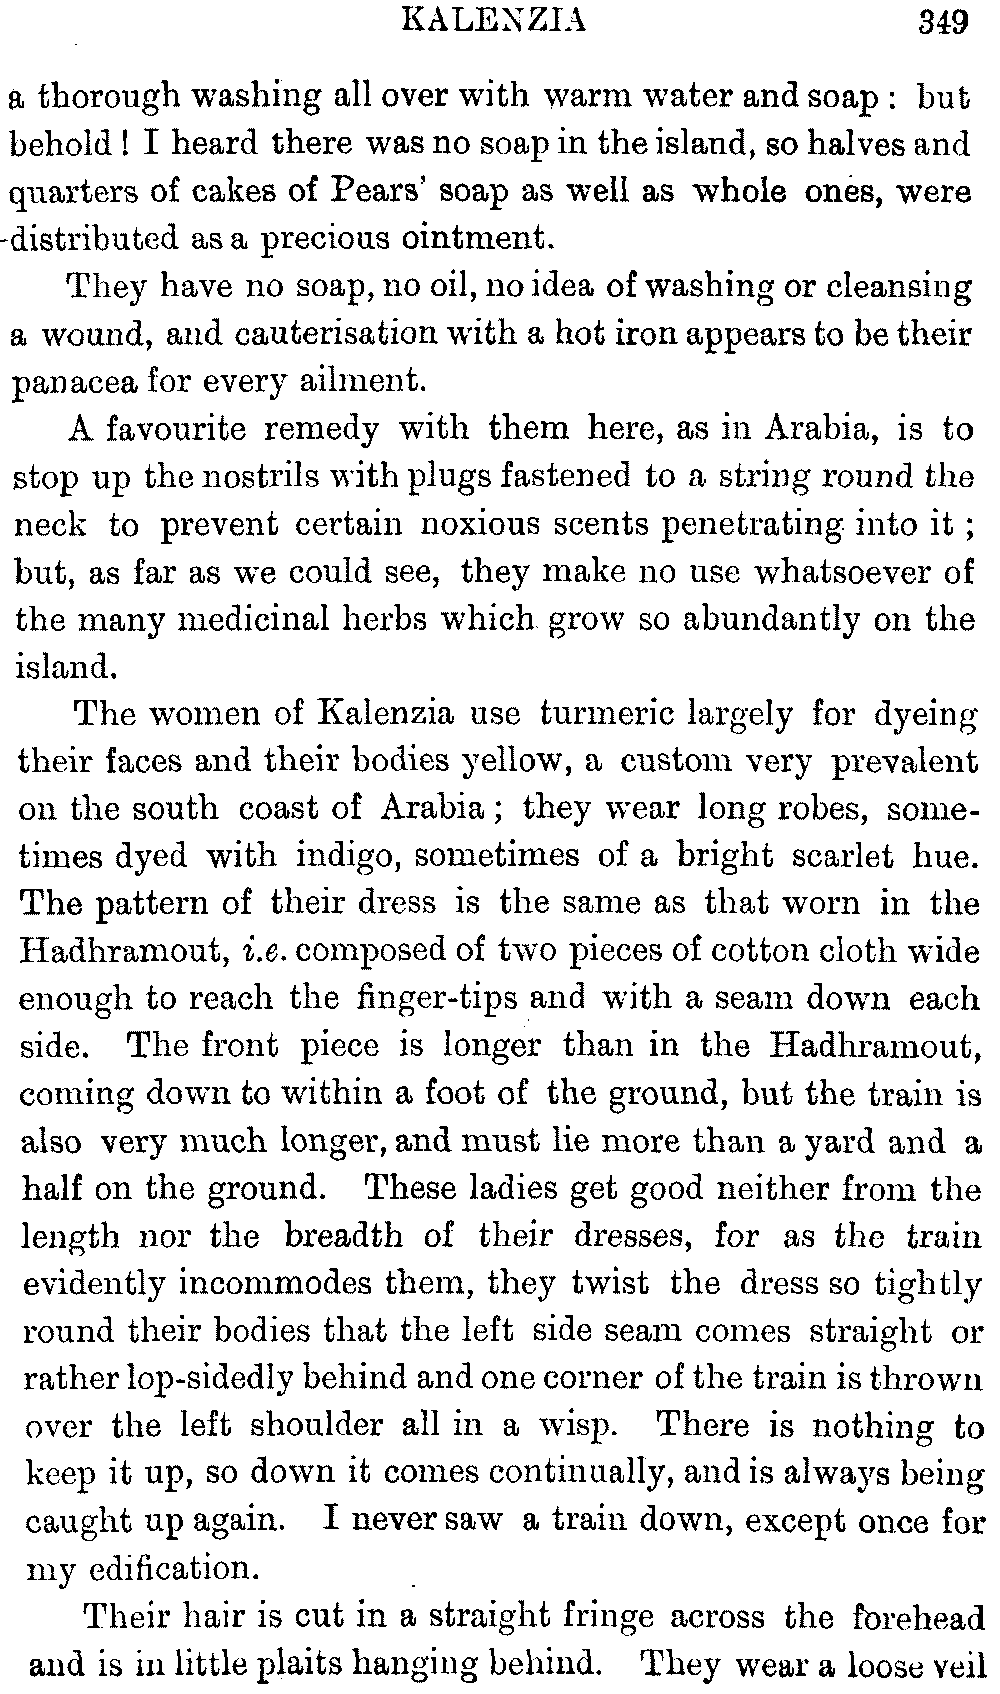 KALENZIA 349
a thorough washing all over with warm water and soap : but
behold ! I heard there was no soap in the island, so halves and
quarters of cakes of Pears' soap as well as whole ones, were
distributed as a precious ointment.
They have no soap, no oil, no idea of washing or cleansing
a wound, and cauterisation with a hot iron appears to be their
panacea for every ailment.
A favourite remedy with them here, as in Arabia, is to
stop up the nostrils with plugs fastened to a string round the
neck to prevent certain noxious scents penetrating into it ;
but, as far as we could see, they make no use whatsoever of
the many medicinal herbs which grow so abundantly on the
island.
The women of Kalenzia use turmeric largely for dyeing
their faces and their bodies yellow, a custom very prevalent
on the south coast of Arabia ; they wear long robes, some-
times dyed with indigo, sometimes of a bright scarlet hue.
The pattern of their dress is the same as that worn in the
Hadhramout, i.e. composed of two pieces of cotton cloth wide
enough to reach the finger-tips and with a seam down each
side. The front piece is longer than in the Hadhramout,
coming down to within a foot of the ground, but the train is
also very much longer, and must lie more than a yard and a
half on the ground. These ladies get good neither from the
length nor the breadth of their dresses, for as the train
evidently incommodes them, they twist the dress so tightly
round their bodies that the left side seam comes straight or
rather lop-sidedly behind and one corner of the train is thrown
over the left shoulder all in a wisp. There is nothing to
keep it up, so down it comes continually, and is always being
caught up again. I never saw a train down, except once for
my edification.
Their hair is cut in a straight fringe across the forehead
and is in little plaits hanging behind. They wear a loose veil